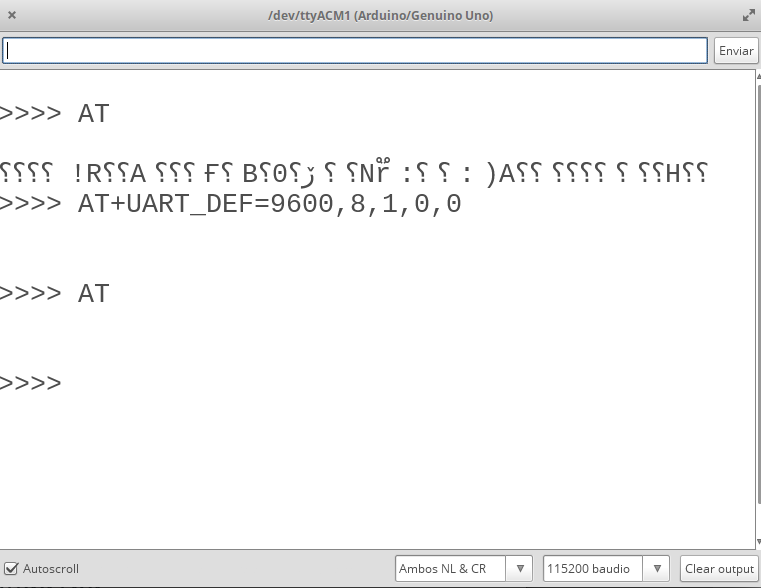 /dev/ttyACM1 (Arduino/Genuino Uno)
Enviar
>>>> AT
⸮⸮⸮⸮ !R⸮⸮A ⸮⸮⸮ F⸮ B⸮0⸮ ⸮ ⸮N :⸮ ⸮ : )A⸮⸮ ⸮⸮⸮⸮ ⸮ ⸮⸮H⸮⸮
>>>> AT+UART_DEF=9600,8,1,0,0
>>>> AT
>>>>
Autoscroll
Ambos NL & CR
115200 baudio
Clear output